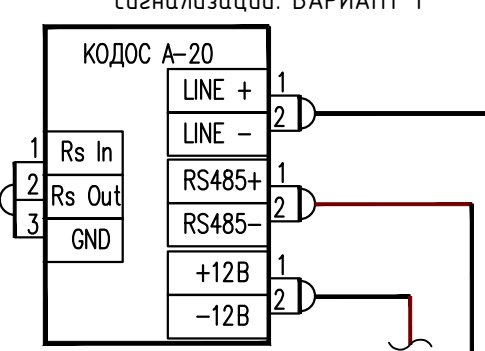 сигнализации. ВАРИАНТ 1
КОДОС А-20
LINE + 1
LINE - 2
1 Rs In
2 Rs Out
3 GND
RS485+ 1
RS485- 2
+12В 1
-12В 2